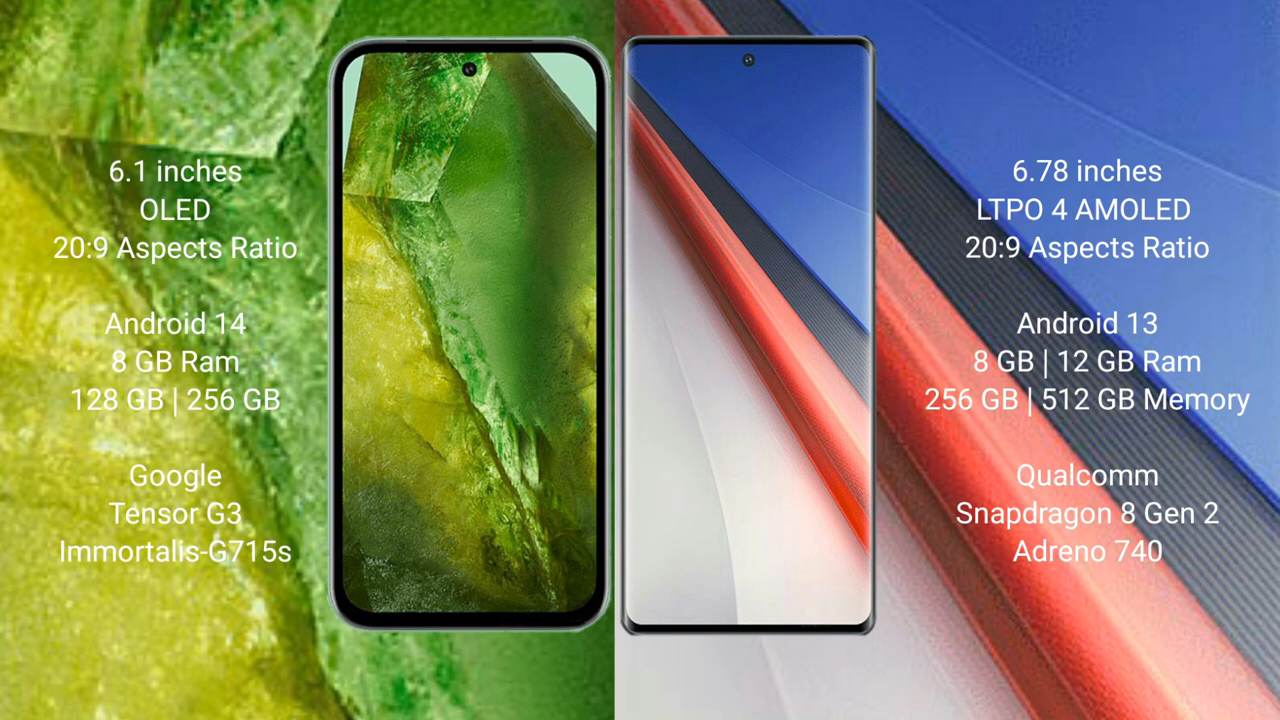 6.1 inches
OLED
20:9 Aspects Ratio
Android 14
8 GB Ram
128 GB | 256 GB
Google
Tensor G3
Immortalis-G715s
6.78 inches
LTPO 4 AMOLED
20:9 Aspects Ratio
Android 13
8 GB | 12 GB Ram
256 GB | 512 GB Memory
Qualcomm
Snapdragon 8 Gen 2
Adreno 740